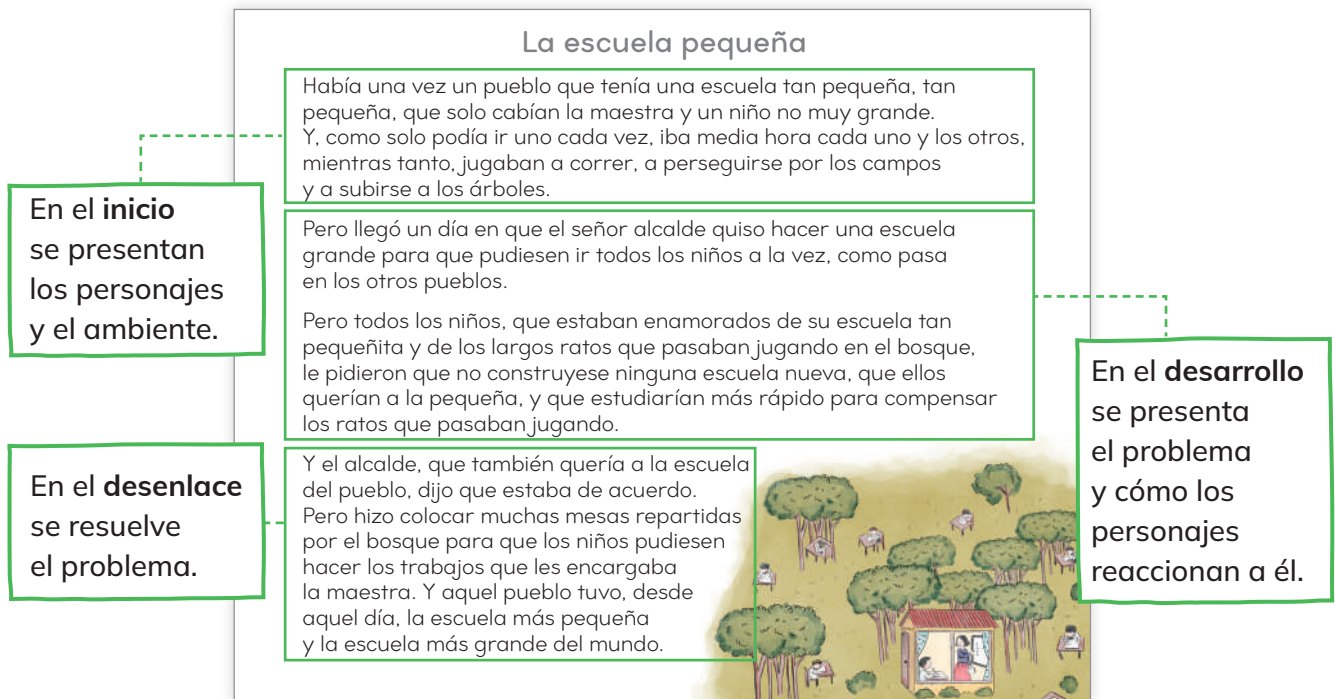 La escuela pequeña
Había una vez un pueblo que tenía una escuela tan pequeña, tan
pequeña, que solo cabían la maestra y un niño no muy grande.
Y, como solo podía ir uno cada vez, iba media hora cada uno y los otros,
mientras tanto, jugaban a correr, a perseguirse por los campos
y a subirse a los árboles.
En el inicio
se presentan
los personajes
y el ambiente.
Pero llegó un día en que el señor alcalde quiso hacer una escuela
grande para que pudiesen ir todos los niños a la vez, como pasa
en los otros pueblos.
Pero todos los niños, que estaban enamorados de su escuela tan
pequeñita y de los largos ratos que pasaban jugando en el bosque,
le pidieron que no construyese ninguna escuela nueva, que ellos
querían a la pequeña, y que estudiarían más rápido para compensar
los ratos que pasaban jugando.
En el desarrollo
se presenta
el problema
y cómo los
personajes
reaccionan a él.
Y el alcalde, que también quería a la escuela
del pueblo, dijo que estaba de acuerdo.
Pero hizo colocar muchas mesas repartidas
por el bosque para que los niños pudiesen
hacer los trabajos que les encargaba
la maestra. Y aquel pueblo tuvo, desde
aquel día, la escuela más pequeña
y la escuela más grande del mundo.
En el desenlace
se resuelve
el problema.